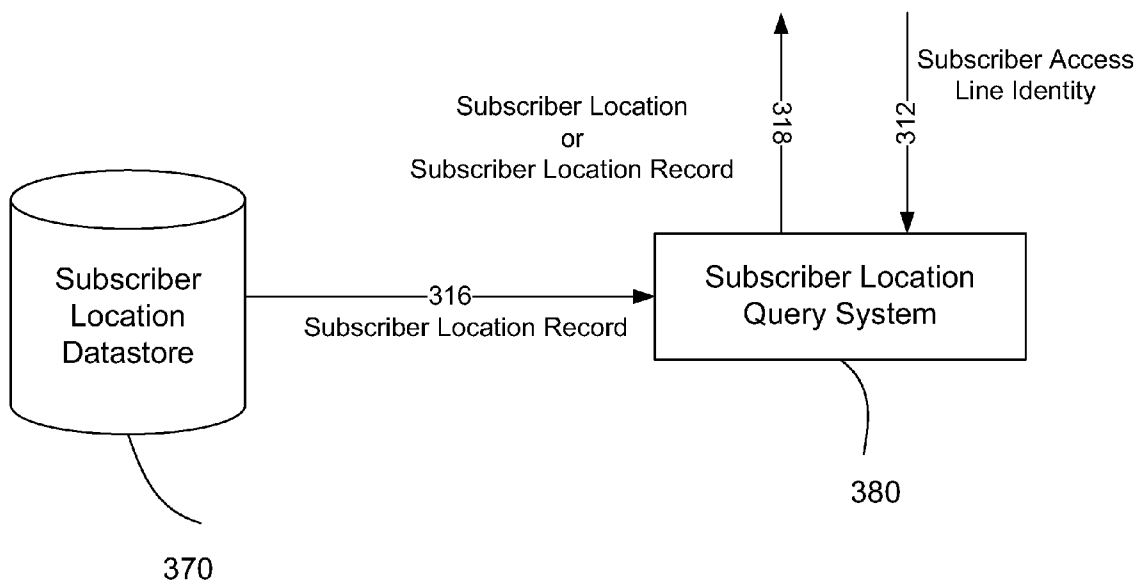 Subscriber Access
Line Identity
Subscriber Location
or
Subscriber Location Record
318
312
Subscriber
Location
Datastore
316
Subscriber Location Record
Subscriber Location
Query System
380
370